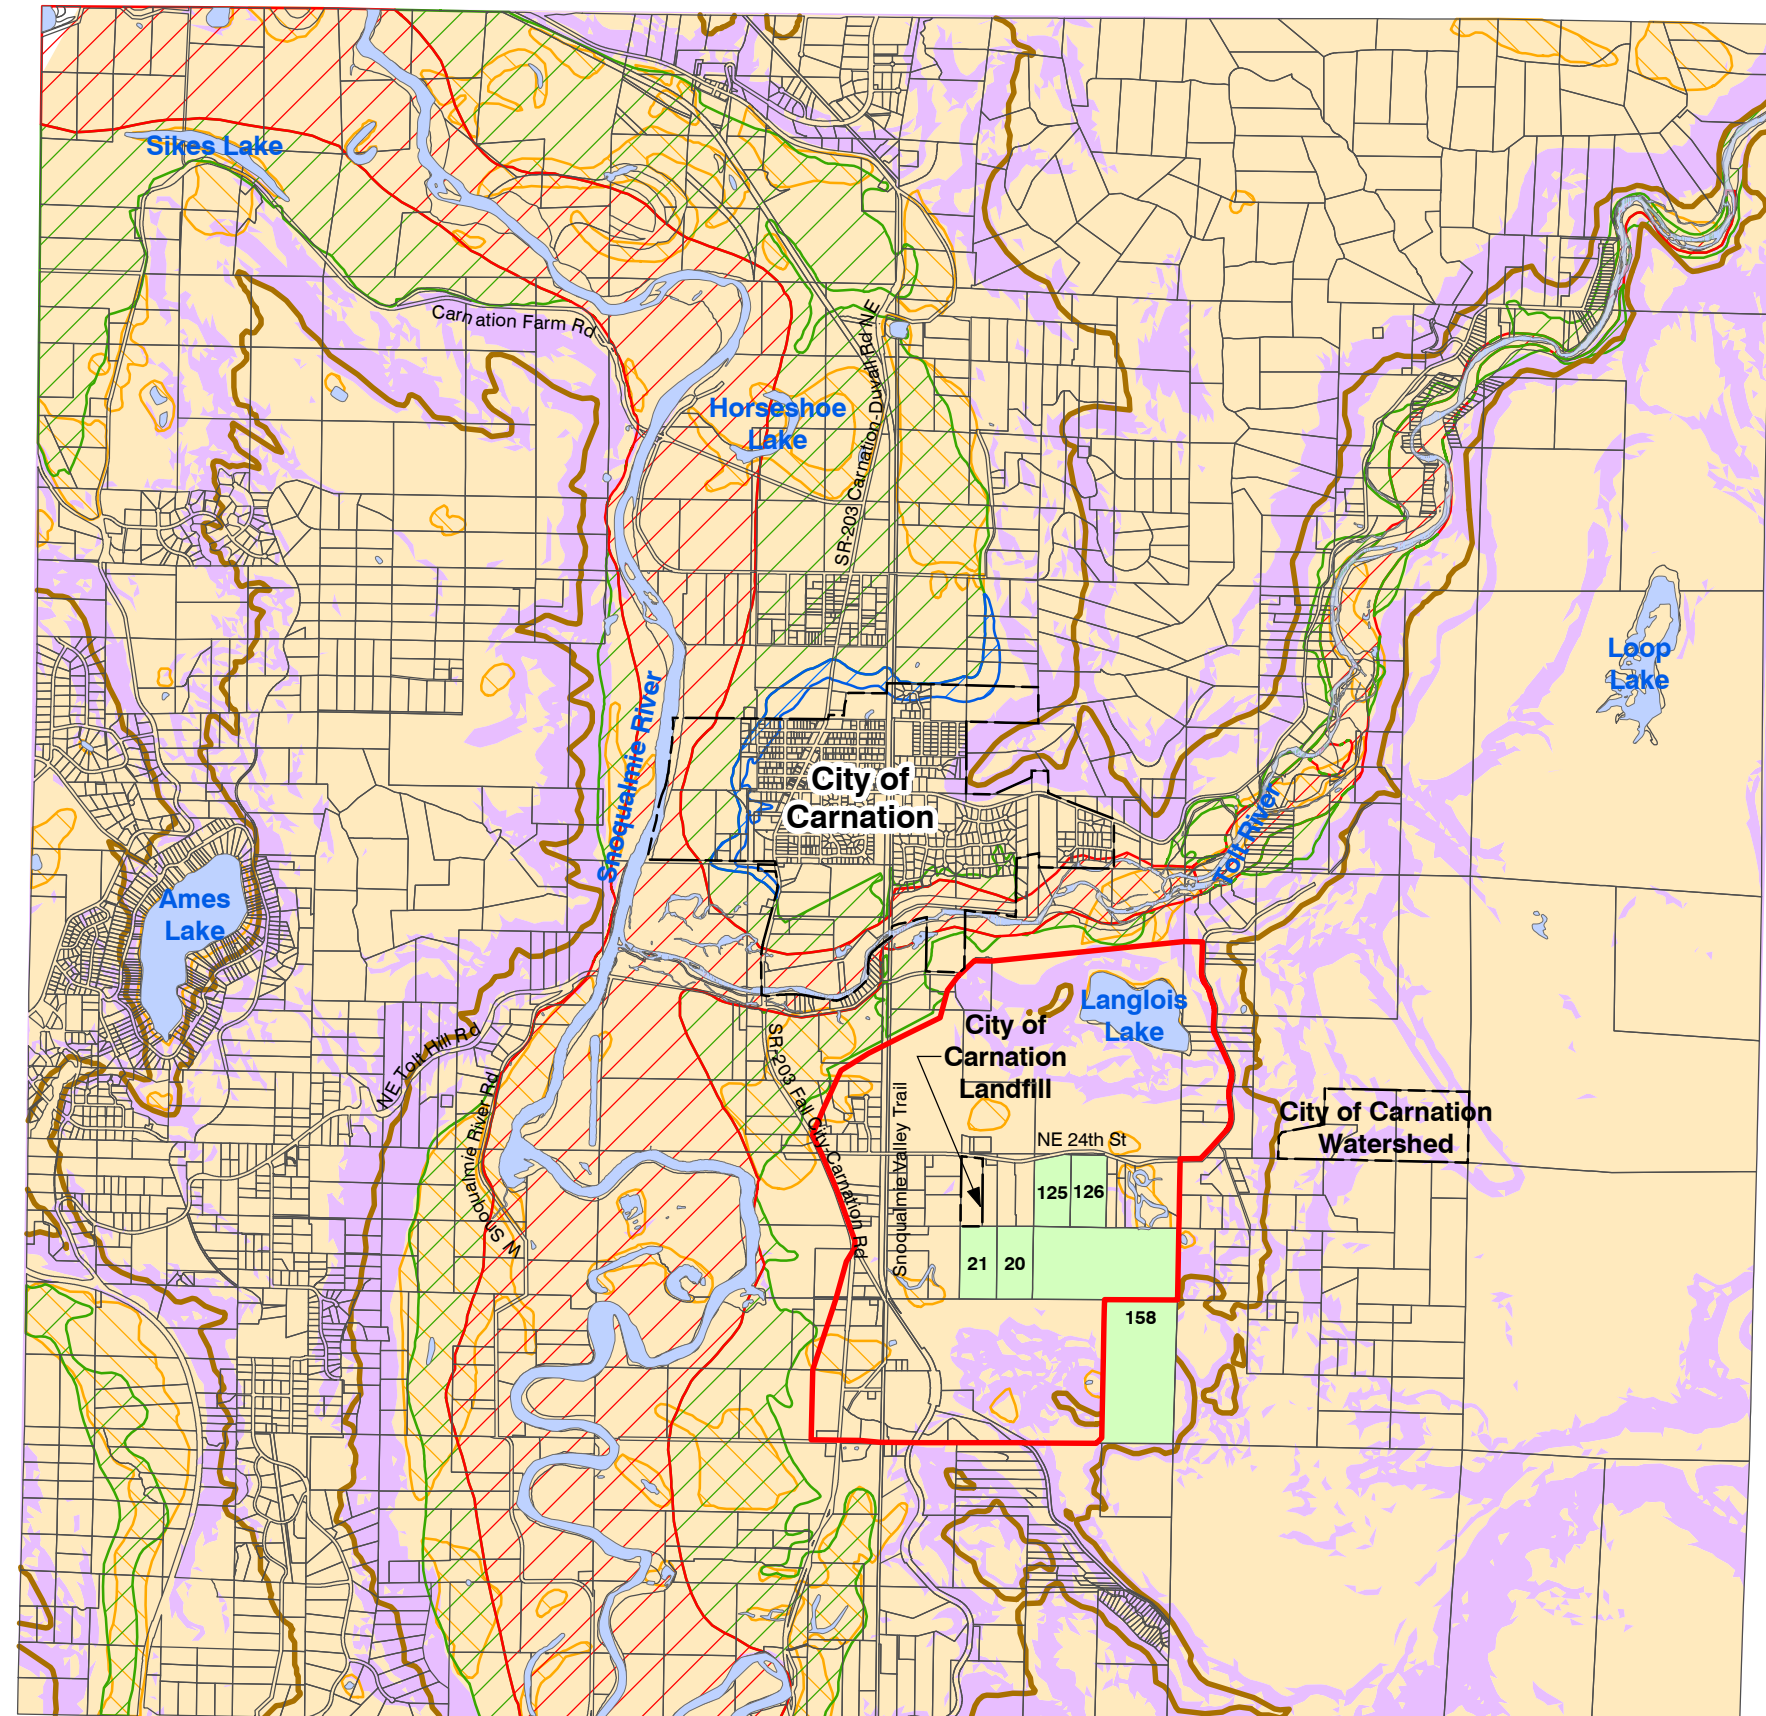 Sikes Lake
Carnation Farm Rd
Horseshoe
Lake
SR-203 Carnation-Duvall Rd NE
Loop
Lake
Snoqualmie River
City of
Carnation
Tolt River
Ames
Lake
Langlois
Lake
City of
Carnation
Landfill
NE Tolt Hill Rd
W Snoqualmie River Rd
SR-203 Fall City-Carnation Rd
Snoqualmie Valley Trail
City of Carnation
Watershed
NE 24th St
125
126
21
20
158